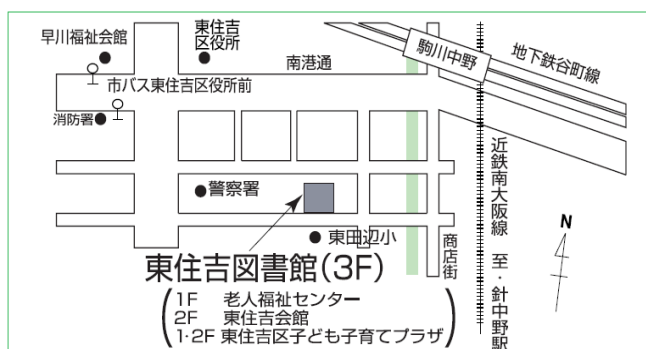 早川福祉会館
東住吉
区役所
南港通
駒川中野
地下鉄谷町線
市バス東住吉区役所前
消防署
警察署
東田辺小
商店街
近鉄南大阪線 至・針中野駅
N
東住吉図書館(3F)
1F 老人福祉センター
2F 東住吉会館
1・2F 東住吉区子ども子育てプラザ